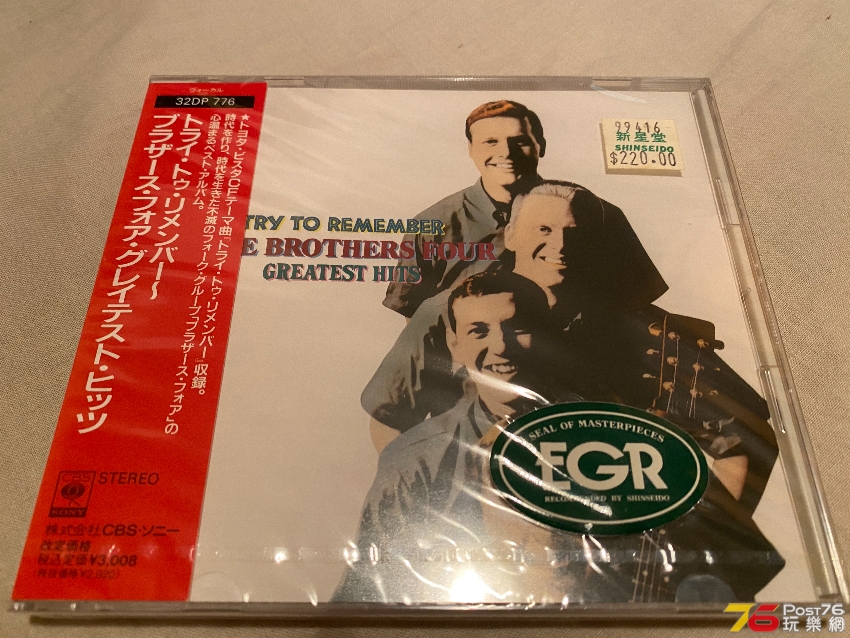 ヴォーカル
32DP 776
★トヨタ・ビスタCFテーマ曲『トライ・トゥ・リメンバー』収録。
時代を作り、時代を生きた不滅のフォーク・グループ「ブラザース・フォア」の
心温まるベスト・アルバム。
トライ・トゥ・リメンバー〜
ブラザース・フォア・グレイテスト・ヒッツ
CBS
SONY
STEREO
株式会社CBS・ソニー
改定価格
税込定価¥3,008
TRY TO REMEMBER
BROTHERS FOUR
GREATEST HITS
99416
新星堂
SHINSEIDO
$220.00
SEAL OF MASTERPIECES
EGR
RECOMMENDED BY SHINSEIDO
76 Post76
玩樂網